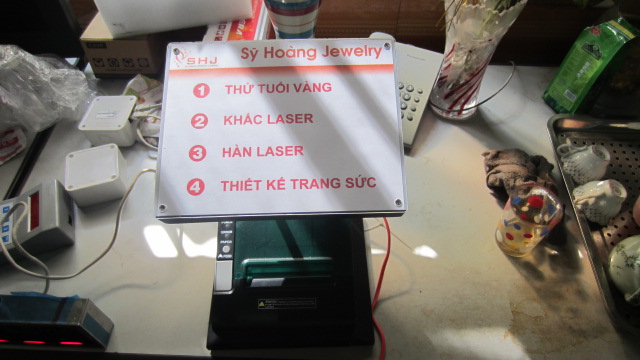 SHJ
Sỹ Hoàng Jewelry
1 THỬ TUỔI VÀNG
2 KHẮC LASER
3 HÀN LASER
4 THIẾT KẾ TRANG SỨC